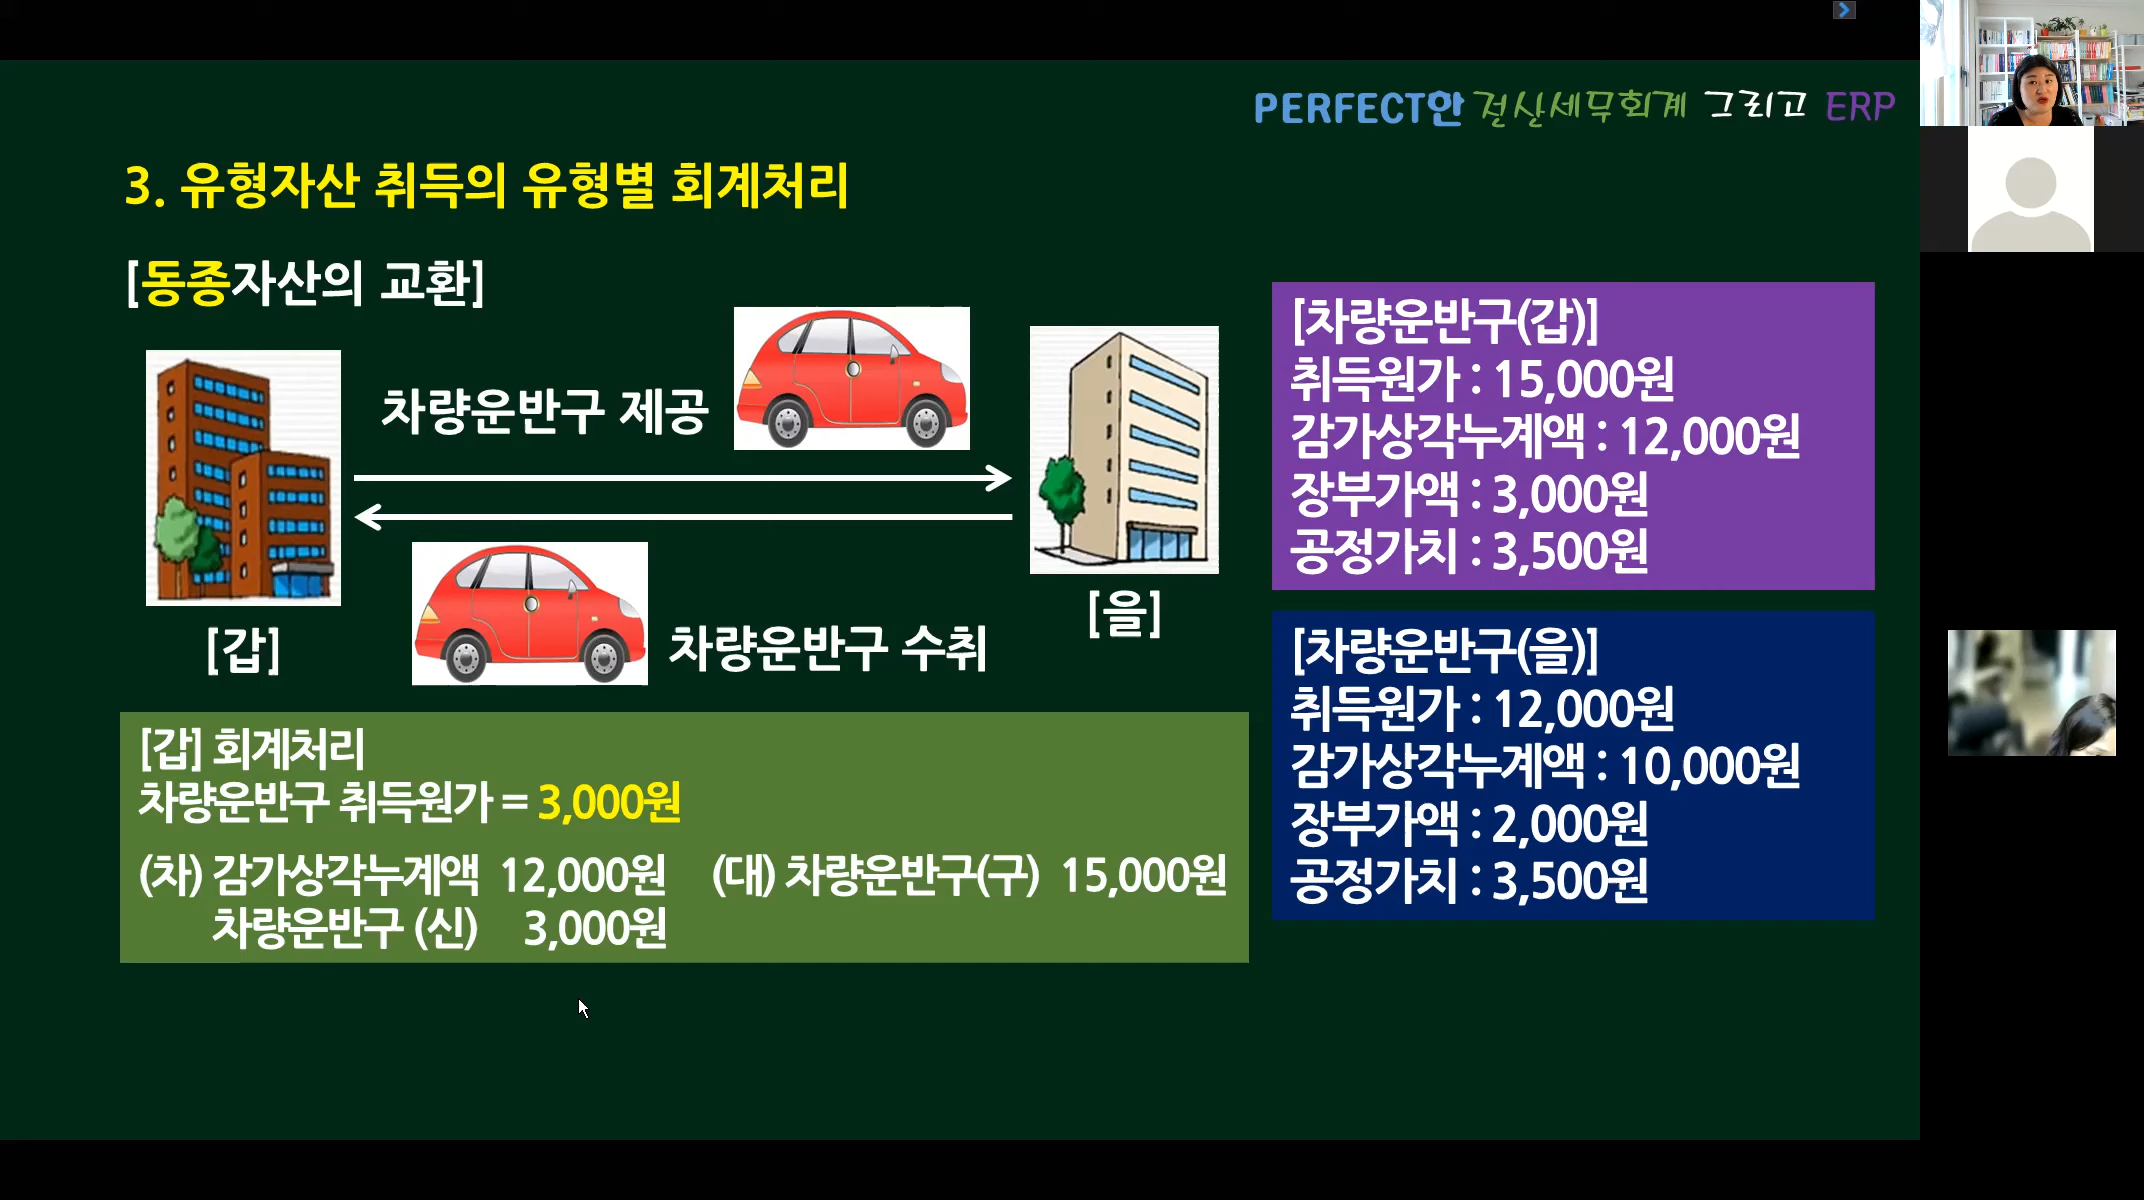 PERFECT한 전산세무회계 그리고 ERP
3. 유형자산 취득의 유형별 회계처리
[동종자산의 교환]
차량운반구 제공
[갑]
[을]
차량운반구 수취
[차량운반구(갑)]
취득원가 : 15,000원
감가상각누계액 : 12,000원
장부가액 : 3,000원
공정가치 : 3,500원
[차량운반구(을)]
취득원가 : 12,000원
감가상각누계액 : 10,000원
장부가액 : 2,000원
공정가치 : 3,500원
[갑] 회계처리
차량운반구 취득원가 = 3,000원
(차) 감가상각누계액 12,000원 (대) 차량운반구(구) 15,000원
차량운반구 (신) 3,000원